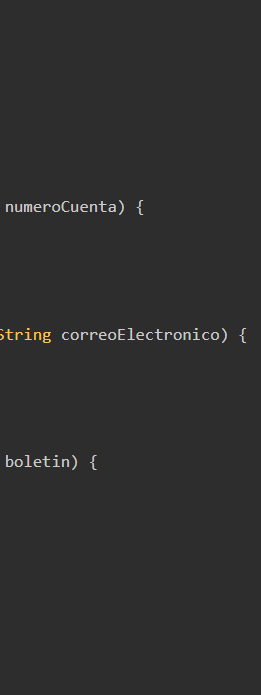 numeroCuenta) {
String correoElectronico) {
boletin) {